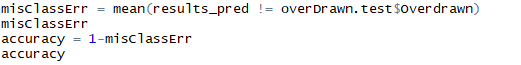 misClassErr = mean(results_pred != overDrawn.test$Overdrawn)
misClassErr
accuracy = 1-misClassErr
accuracy